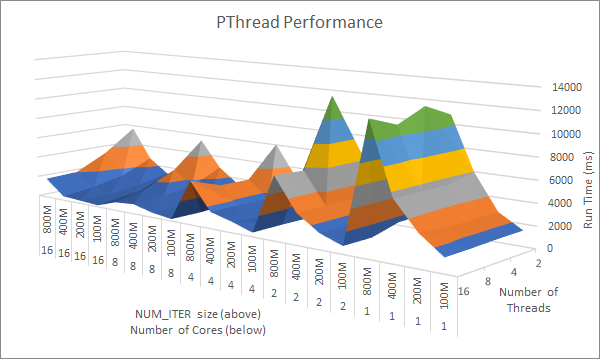 PThread Performance
14000
12000
10000
8000
6000
4000
2000
0
Run Time (ms)
2
4
8
16
Number of
Threads
800M 400M 200M 100M 800M 400M 200M 100M 800M 400M 200M 100M 800M 400M 200M 100M 800M 400M 200M 100M
16 16 16 16 8 8 8 8 4 4 4 4 2 2 2 2 1 1 1 1
NUM_ITER size (above)
Number of Cores (below)